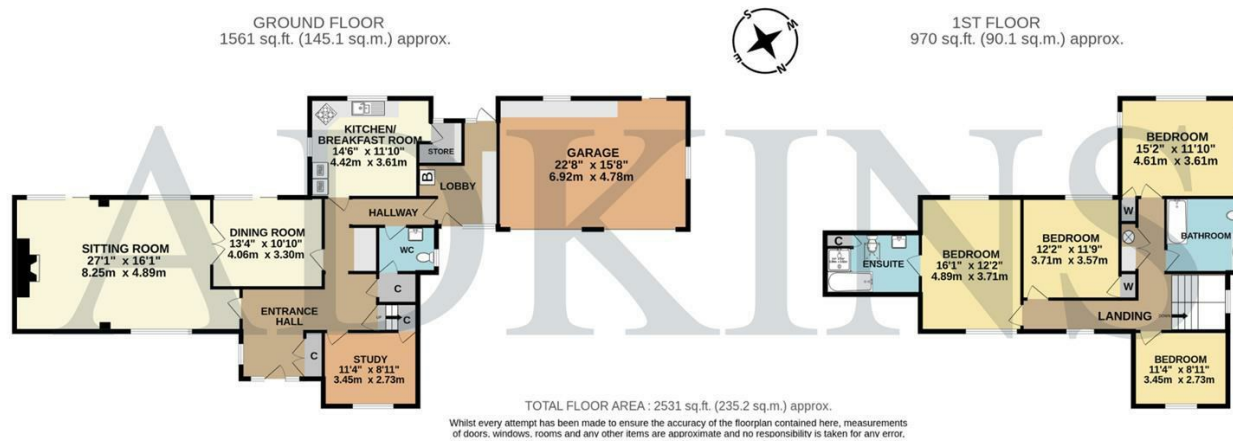 GROUND FLOOR
1561 sq.ft. (145.1 sq.m.) approx.
S
W
E
N
1ST FLOOR
970 sq.ft. (90.1 sq.m.) approx.
ADKINS
KITCHEN/
BREAKFAST ROOM
14'6" x 11'10"
4.42m x 3.61m
STORE
B
LOBBY
GARAGE
22'8" x 15'8"
6.92m x 4.78m
HALLWAY
WC
SITTING ROOM
27'1" x 16'1"
8.25m x 4.89m
DINING ROOM
13'4" x 10'10"
4.06m x 3.30m
C
C
ENTRANCE
HALL
C
STUDY
11'4" x 8'11"
3.45m x 2.73m
BEDROOM
15'2" x 11'10"
4.61m x 3.61m
W
BATHROOM
C
ENSUITE
BEDROOM
16'1" x 12'2"
4.89m x 3.71m
BEDROOM
12'2" x 11'9"
3.71m x 3.57m
W
LANDING
BEDROOM
11'4" x 8'11"
3.45m x 2.73m
TOTAL FLOOR AREA : 2531 sq.ft. (235.2 sq.m.) approx.
Whilst every attempt has been made to ensure the accuracy of the floorplan contained here, measurements
of doors, windows, rooms and any other items are approximate and no responsibility is taken for any error,